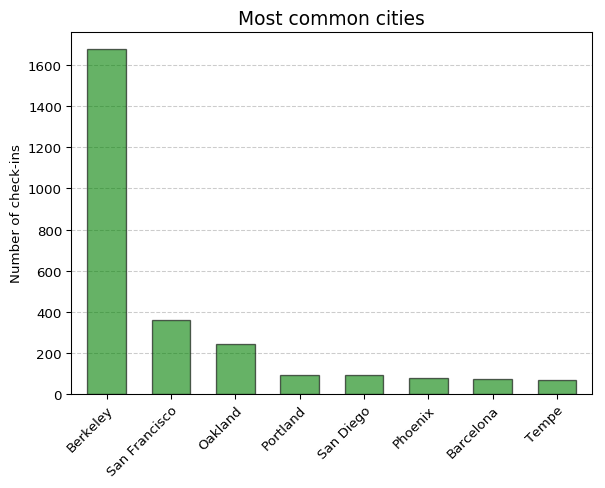 Most common cities
Number of check-ins
1600
1400
1200
1000
800
600
400
200
0
Berkeley
San Francisco
Oakland
Portland
San Diego
Phoenix
Barcelona
Tempe